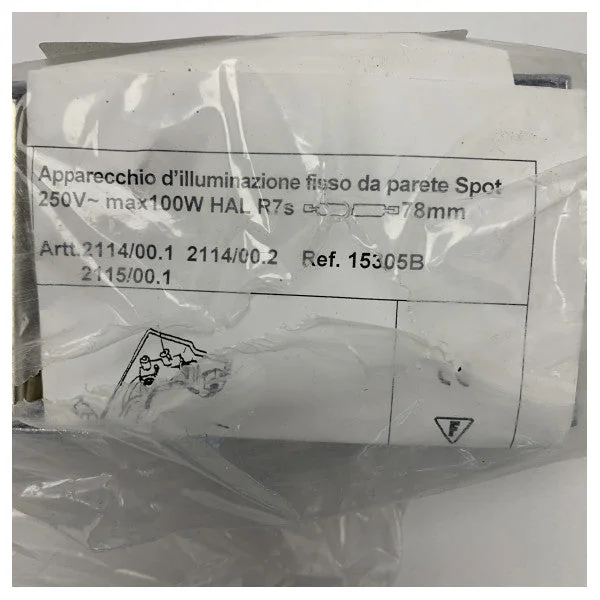 Apparecchio d'illuminazione fisso da parete Spot
250V~ max100W HAL R7s 78mm
Artt.2114/00.1 2114/00.2 Ref. 15305B
2115/00.1
CE
F